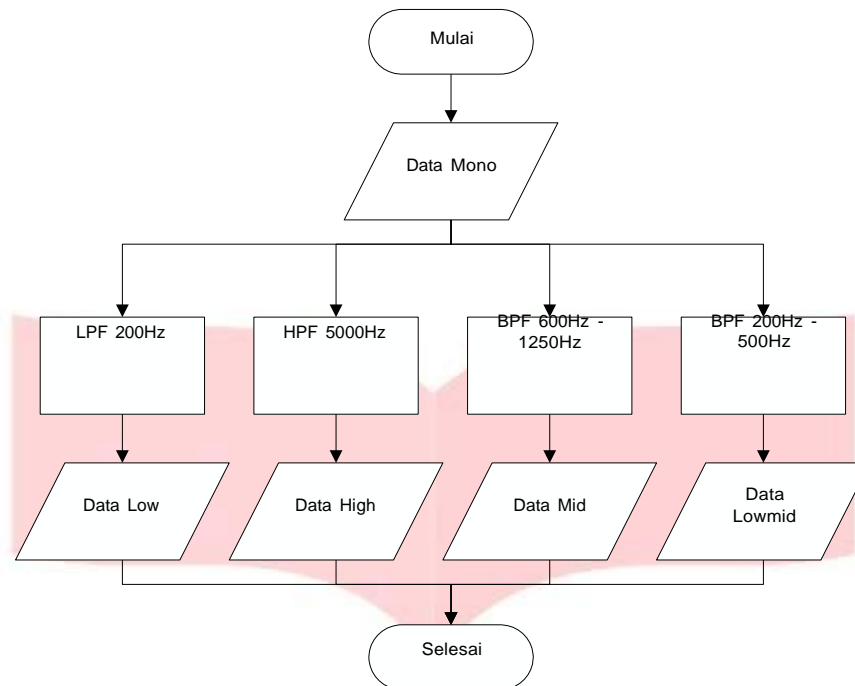 Mulai
Data Mono
LPF 200Hz
HPF 5000Hz
BPF 600Hz -
1250Hz
BPF 200Hz -
500Hz
Data Low
Data High
Data Mid
Data
Lowmid
Selesai